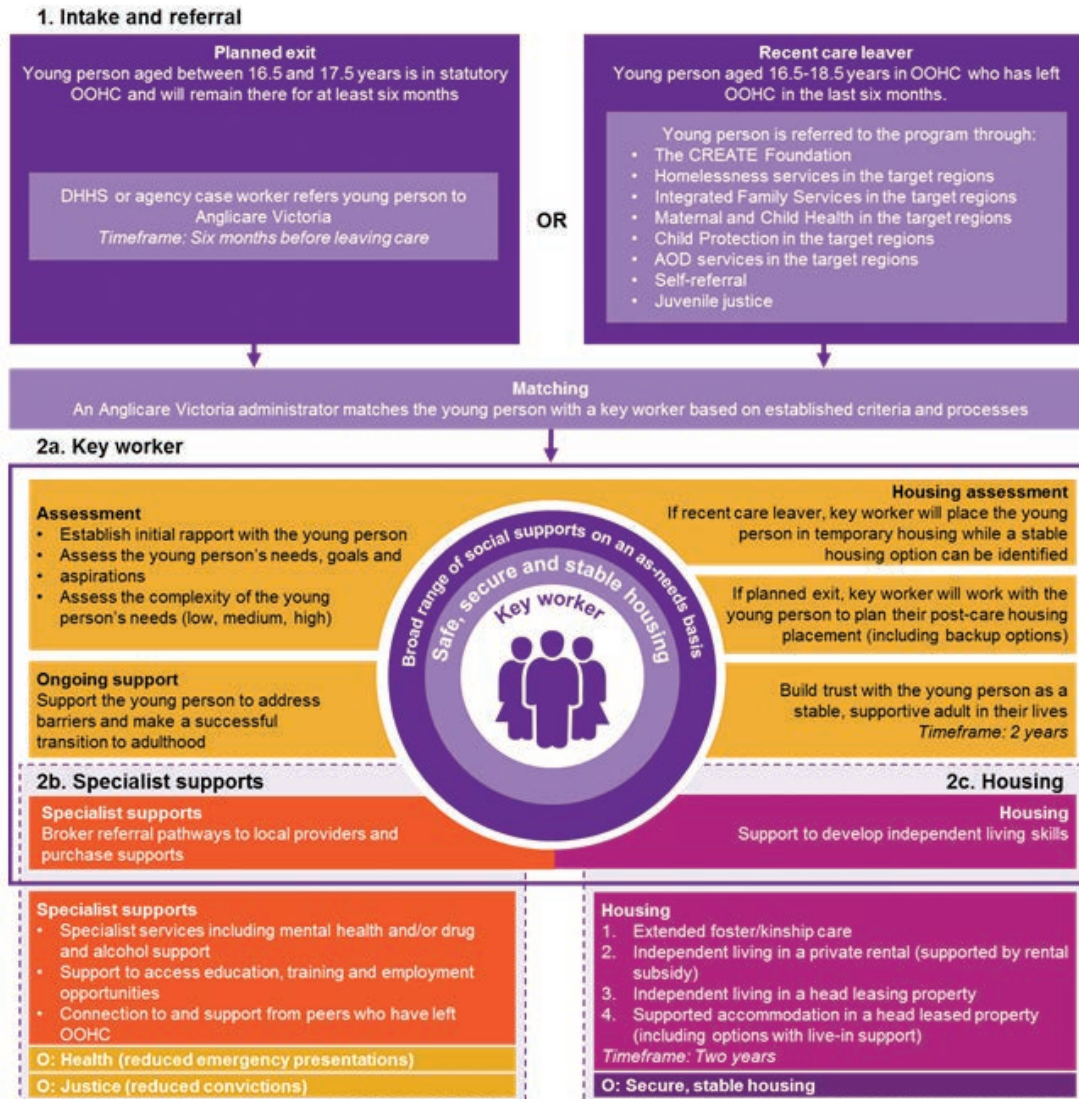 1. Intake and referral
Planned exit
Young person aged between 16.5 and 17.5 years is in statutory
OOHC and will remain there for at least six months
DHHS or agency case worker refers young person to
Anglicare Victoria
Timeframe: Six months before leaving care
OR
Recent care leaver
Young person aged 16.5-18.5 years in OOHC who has left
OOHC in the last six months.
Young person is referred to the program through:
• The CREATE Foundation
• Homelessness services in the target regions
• Integrated Family Services in the target regions
• Maternal and Child Health in the target regions
• Child Protection in the target regions
• AOD services in the target regions
• Self-referral
• Juvenile justice
Matching
An Anglicare Victoria administrator matches the young person with a key worker based on established criteria and processes
2a. Key worker
Assessment
• Establish initial rapport with the young person
• Assess the young person's needs, goals and
• aspirations
• Assess the complexity of the young
person's needs (low, medium, high)
Ongoing support
Support the young person to address
barriers and make a successful
transition to adulthood
Broad range of social supports on an as-needs basis
Safe, secure and stable housing
Key worker
Housing assessment
If recent care leaver, key worker will place the young
person in temporary housing while a stable
housing option can be identified
If planned exit, key worker will work with the
young person to plan their post-care housing
placement (including backup options)
Build trust with the young person as a
stable, supportive adult in their lives
Timeframe: 2 years
2b. Specialist supports
Specialist supports
Broker referral pathways to local providers and
purchase supports
2c. Housing
Housing
Support to develop independent living skills
Specialist supports
• Specialist services including mental health and/or drug
and alcohol support
• Support to access education, training and employment
opportunities
• Connection to and support from peers who have left
OOHC
O: Health (reduced emergency presentations)
O: Justice (reduced convictions)
Housing
1. Extended foster/kinship care
2. Independent living in a private rental (supported by rental
subsidy)
3. Independent living in a head leasing property
4. Supported accommodation in a head leased property
(including options with live-in support)
Timeframe: Two years
O: Secure, stable housing